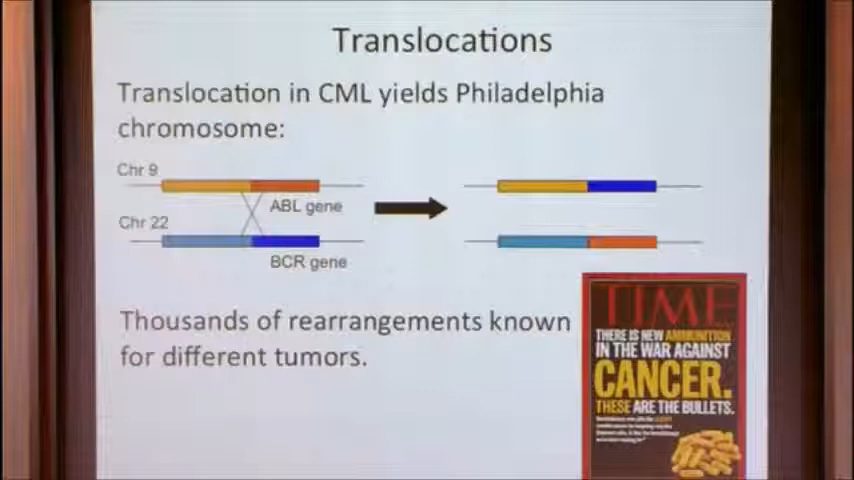 Translocations
Translocation in CML yields Philadelphia
chromosome:
Chr 9
ABL gene
Chr 22
BCR gene
Thousands of rearrangements known
for different tumors.
TIME
THERE IS NEW AMMUNITION
IN THE WAR AGAINST
CANCER.
THESE ARE THE BULLETS.